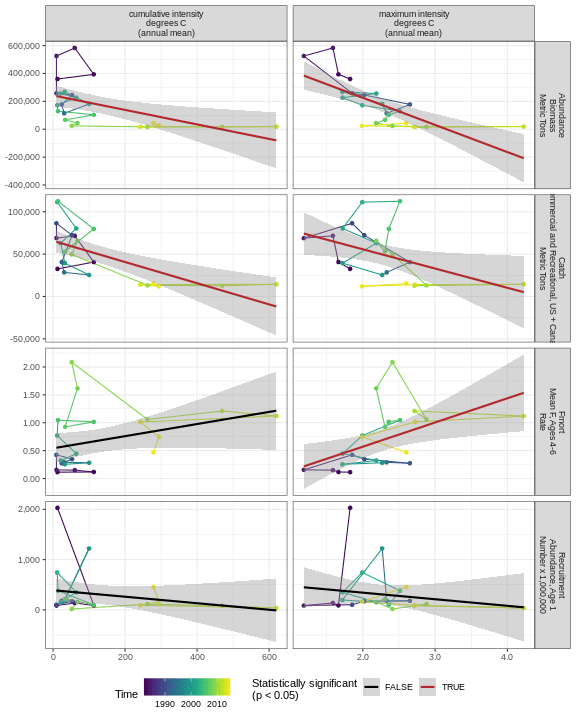 cumulative intensity
degrees C
(annual mean)
maximum intensity
degrees C
(annual mean)
600,000
400,000
200,000
0
-200,000
-400,000
Abundance
Biomass
Metric Tons
100,000
50,000
0
-50,000
Catch
mmercial and Recreational, US + Cana
Metric Tons
2.00
1.50
1.00
0.50
0.00
Fmort
Mean F, Ages 4-6
Rate
2,000
1,000
0
Recruitment
Abundance, Age 1
Number x 1,000,000
0 200 400 600
2.0 3.0 4.0
Time
1990 2000 2010
Statistically significant
(p < 0.05)
FALSE
TRUE